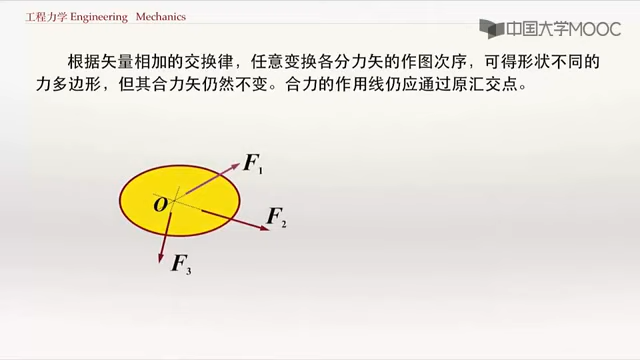 工程力学 Engineering Mechanics
中国大学MOOC
根据矢量相加的交换律，任意变换各分力矢的作图次序，可得形状不同的
力多边形，但其合力矢仍然不变。合力的作用线仍应通过原汇交点。
F1
O
F2
F3